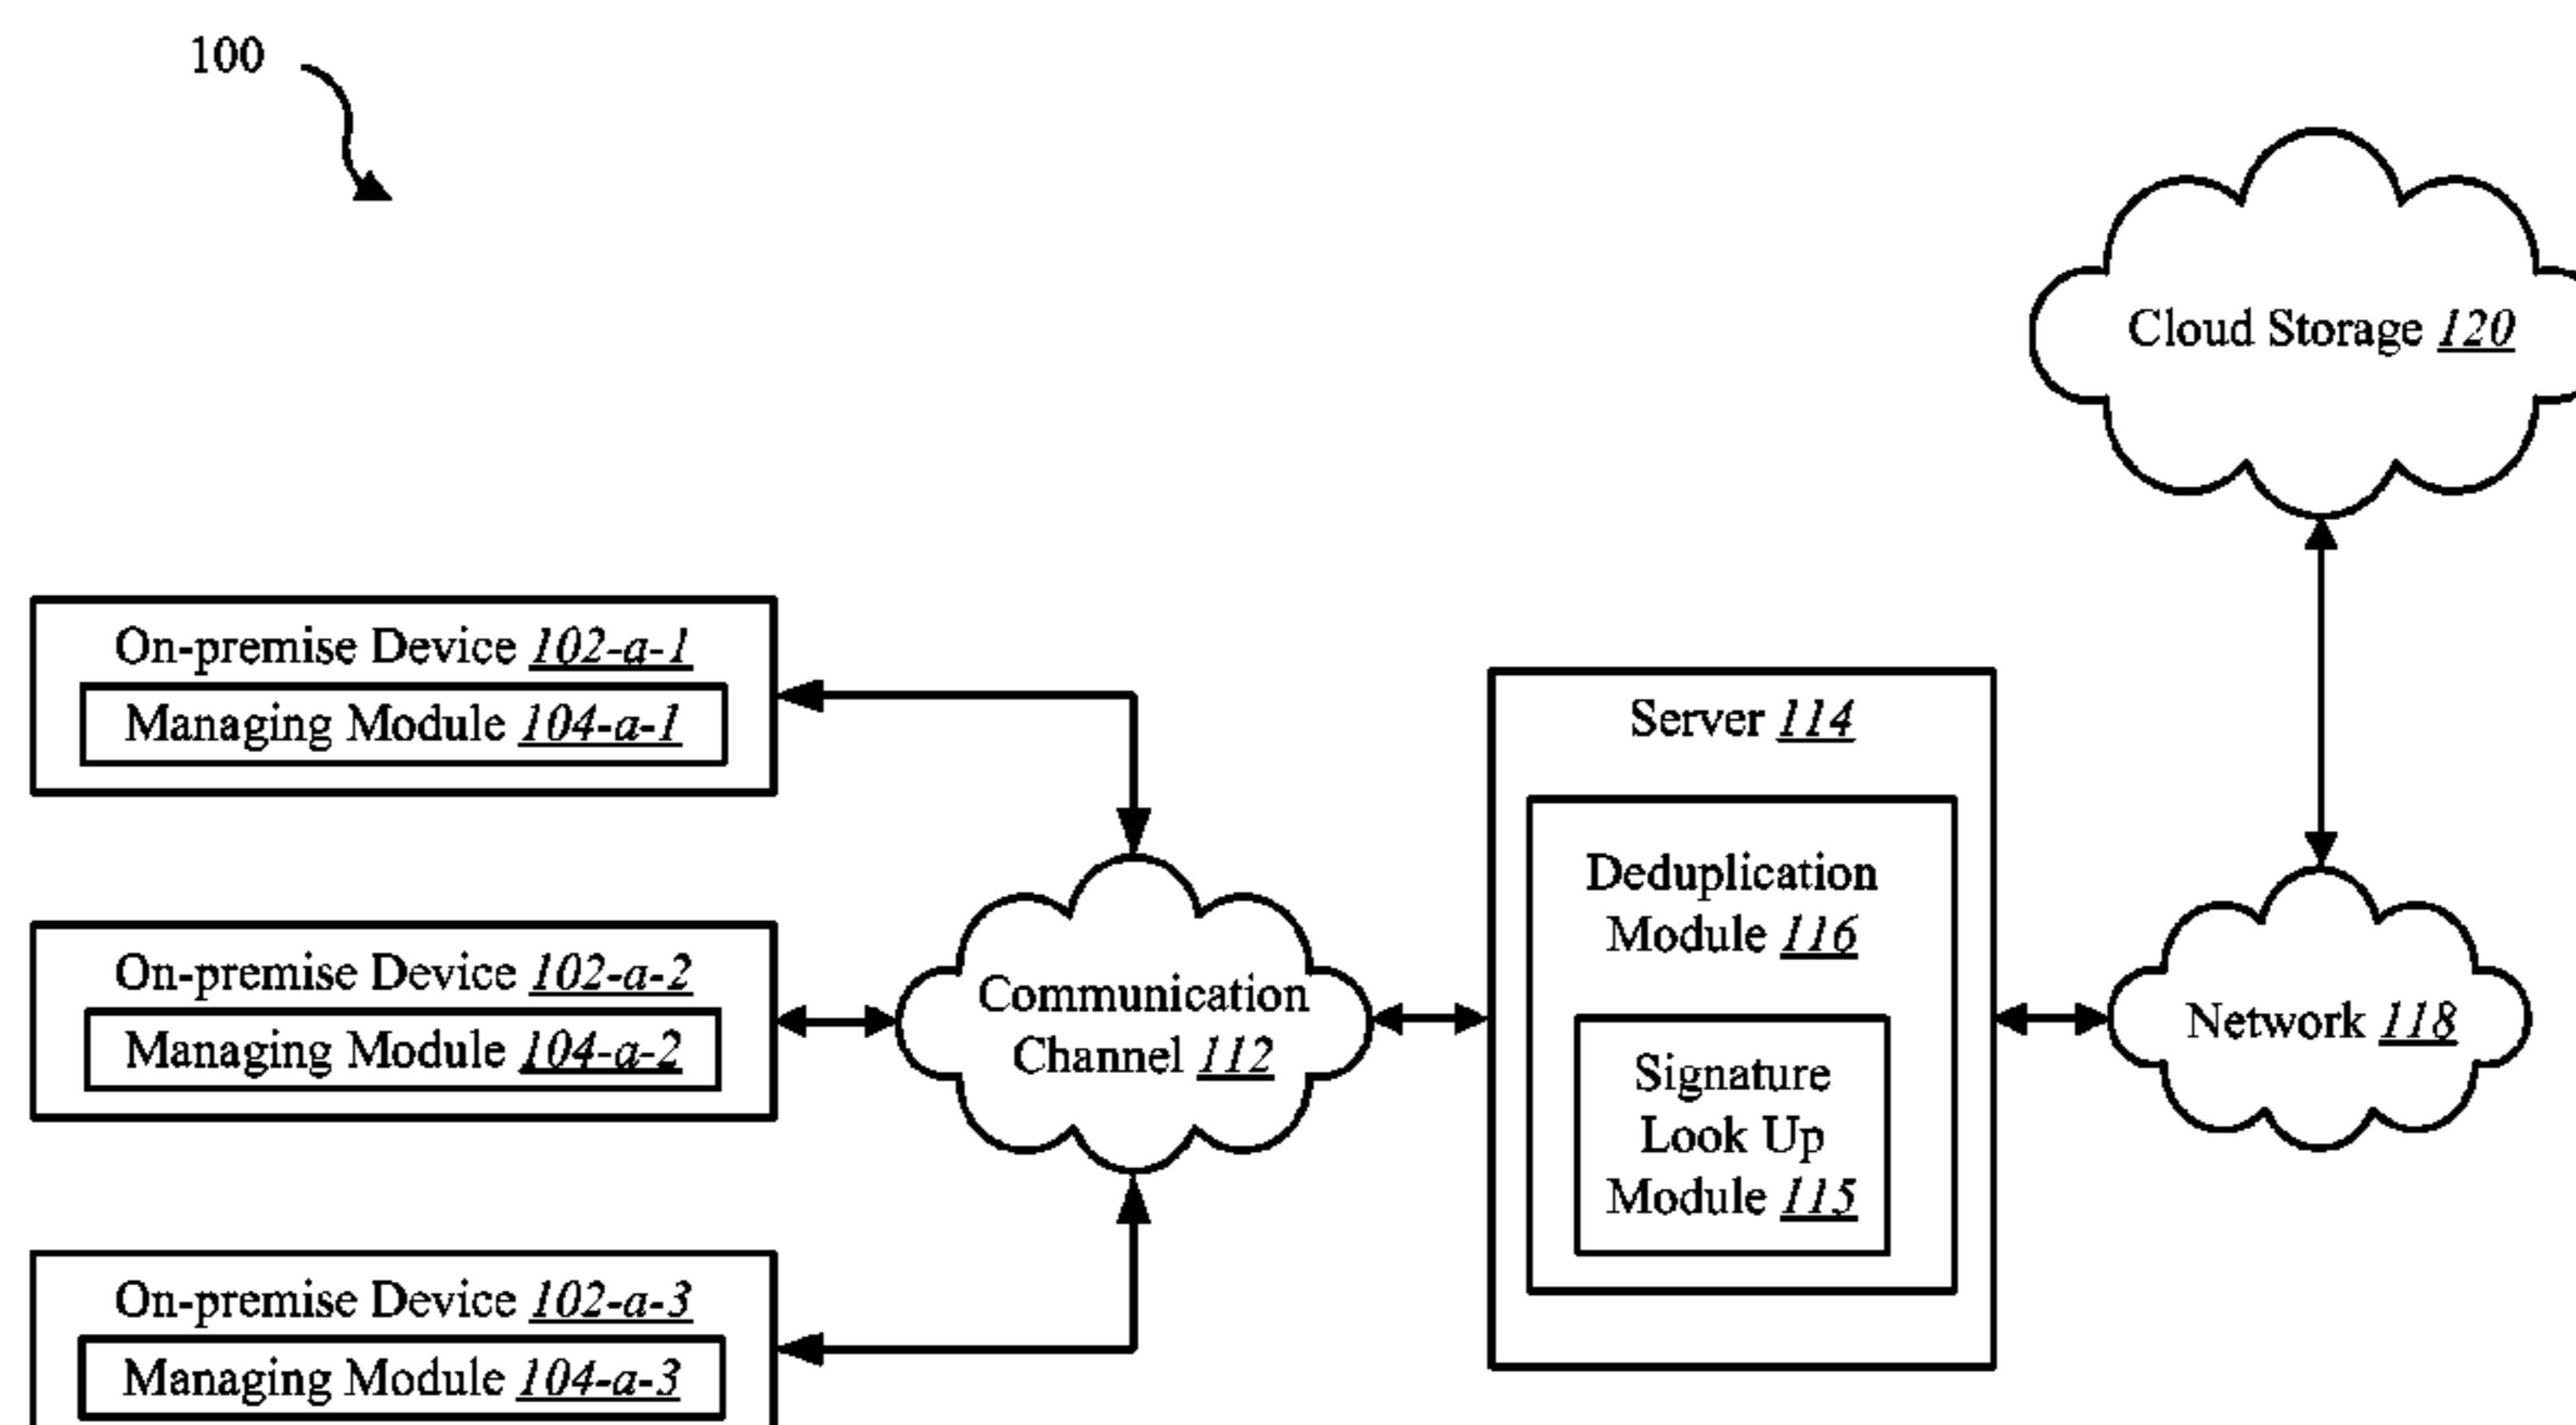 100
Cloud Storage 120
On-premise Device 102-a-1
Managing Module 104-a-1
Server 114
Deduplication
Module 116
On-premise Device 102-a-2
Managing Module 104-a-2
Communication
Channel 112
Network 118
Signature
Look Up
Module 115
On-premise Device 102-a-3
Managing Module 104-a-3